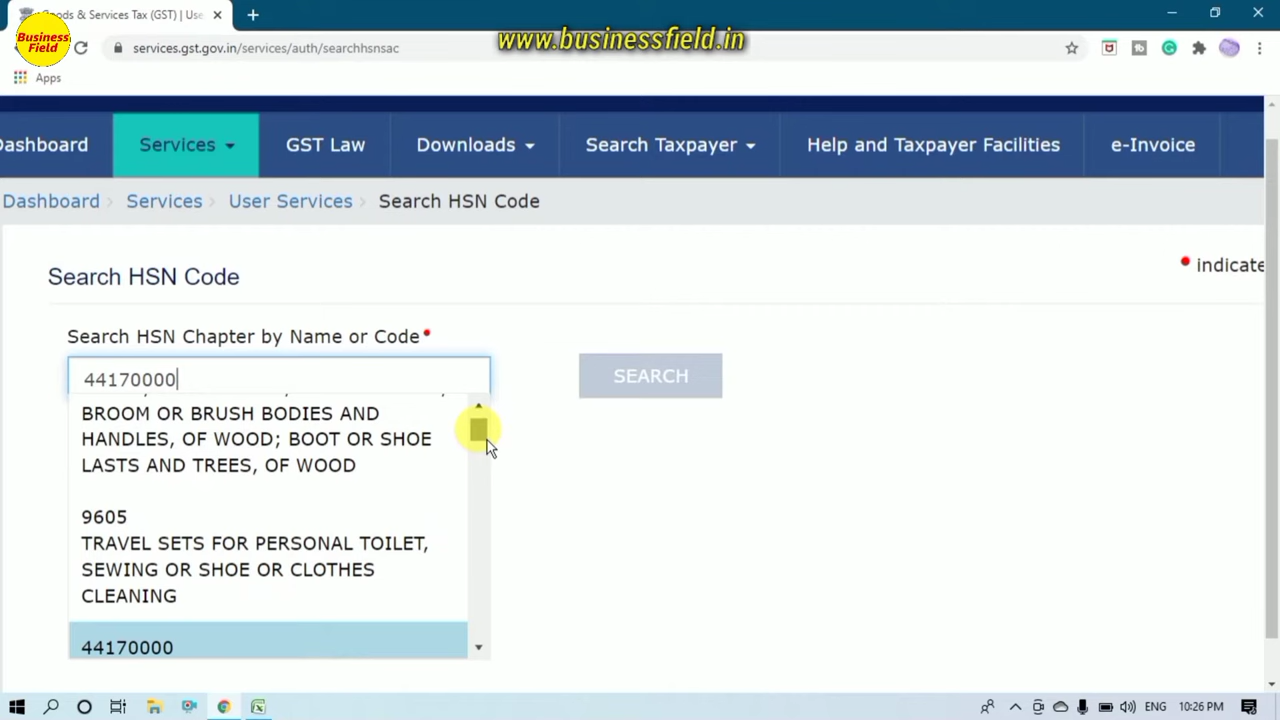 Goods & Services Tax (GST) | Use
Business
Field
services.gst.gov.in/services/auth/searchhsnsac
www.businessfield.in
Apps
Dashboard
Services
GST Law
Downloads
Search Taxpayer
Help and Taxpayer Facilities
e-Invoice
Dashboard
Services
User Services
Search HSN Code
Search HSN Code
indicate
Search HSN Chapter by Name or Code
44170000
SEARCH
BROOM OR BRUSH BODIES AND
HANDLES, OF WOOD; BOOT OR SHOE
LASTS AND TREES, OF WOOD
9605
TRAVEL SETS FOR PERSONAL TOILET,
SEWING OR SHOE OR CLOTHES
CLEANING
44170000
ENG
10:26 PM